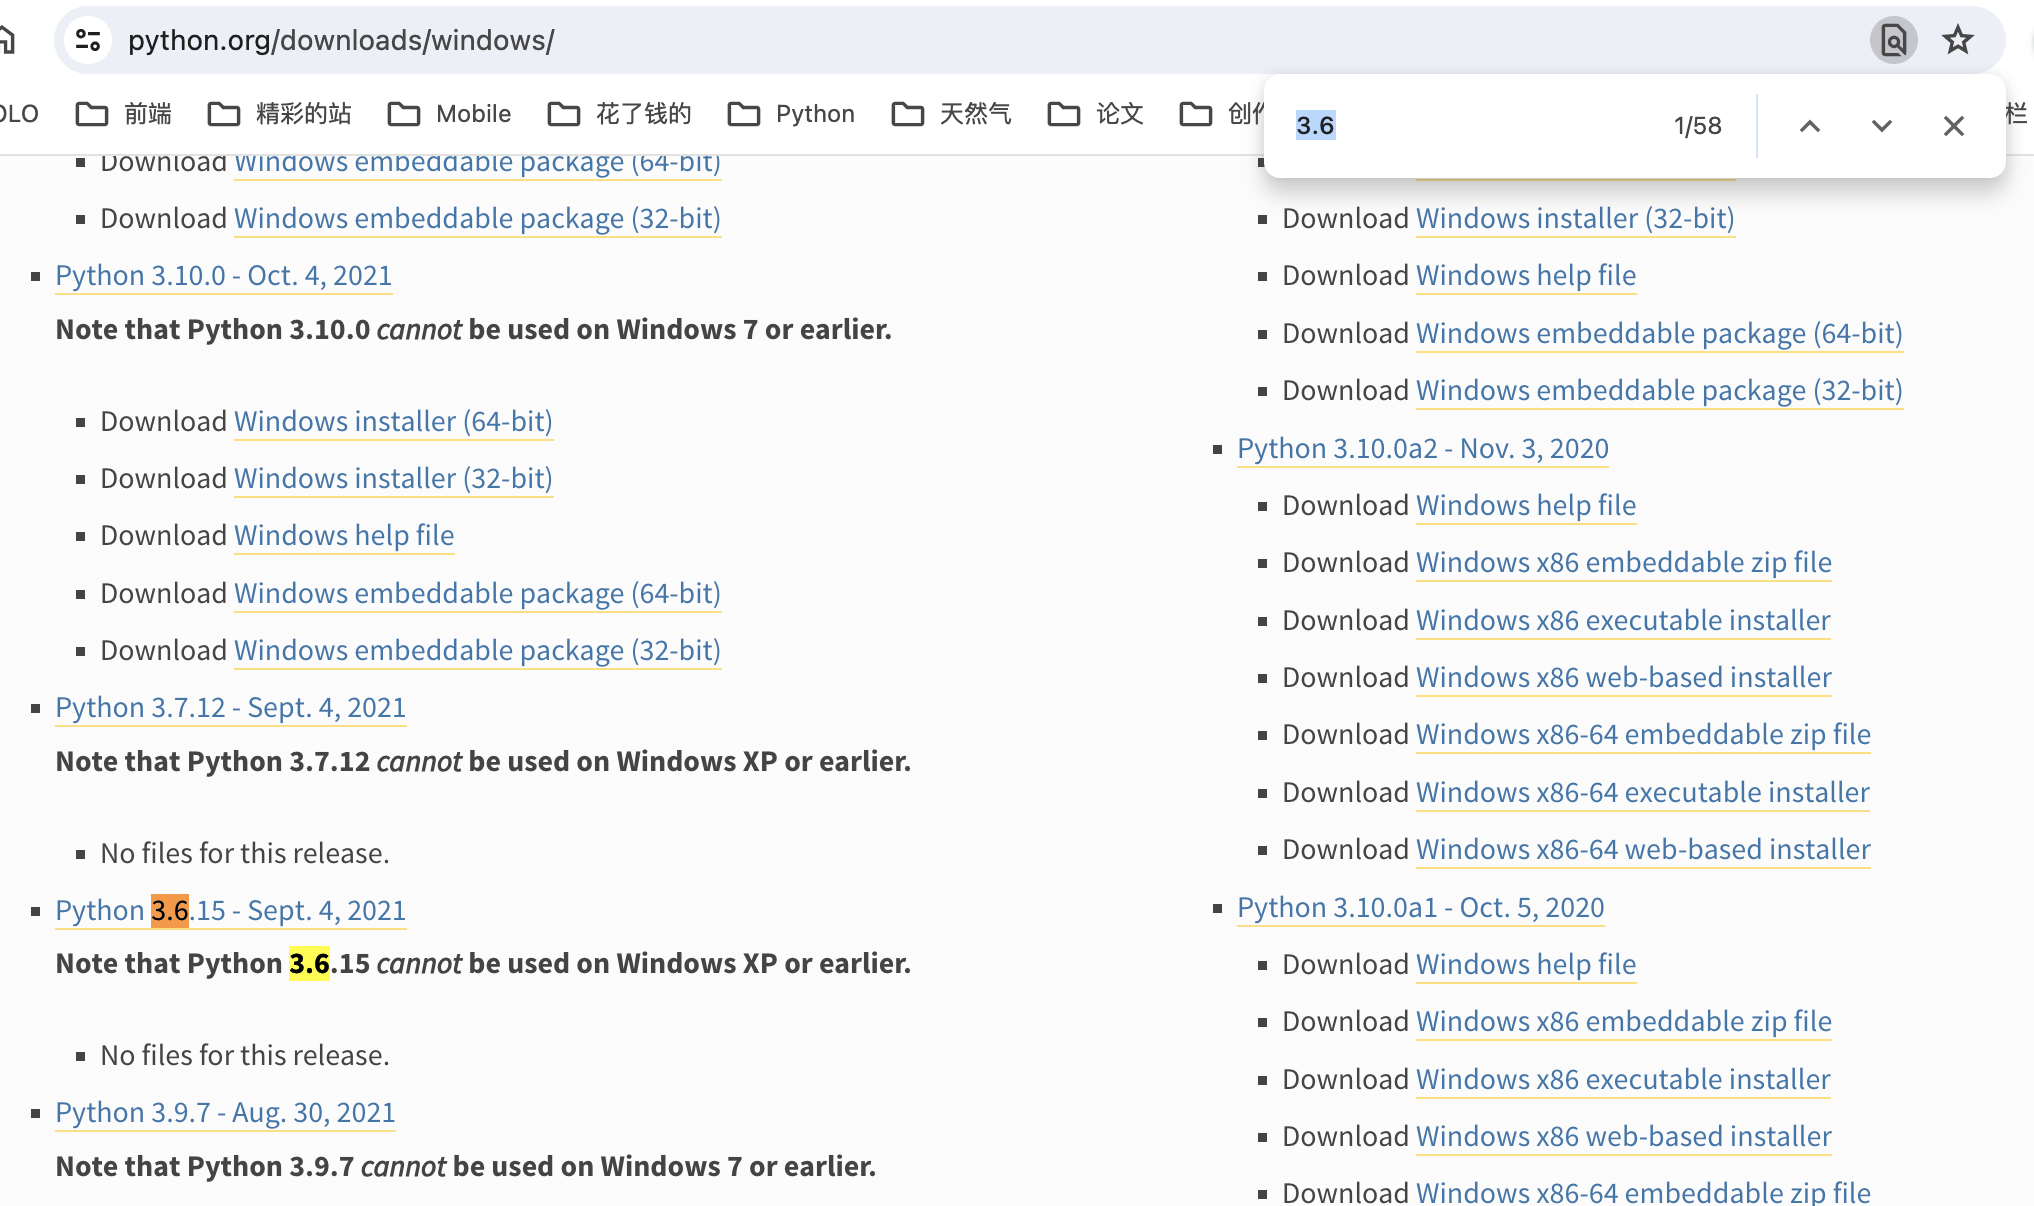 python.org/downloads/windows/
OLO 前端 精彩的站 Mobile 花了钱的 Python 天然气 论文
栏
3.6 1/58
Download Windows embeddable package (64-bit)
Download Windows embeddable package (32-bit)
Python 3.10.0 - Oct. 4, 2021
Note that Python 3.10.0 cannot be used on Windows 7 or earlier.
Download Windows installer (64-bit)
Download Windows installer (32-bit)
Download Windows help file
Download Windows embeddable package (64-bit)
Download Windows embeddable package (32-bit)
Python 3.7.12 - Sept. 4, 2021
Note that Python 3.7.12 cannot be used on Windows XP or earlier.
No files for this release.
Python 3.6.15 - Sept. 4, 2021
Note that Python 3.6.15 cannot be used on Windows XP or earlier.
No files for this release.
Python 3.9.7 - Aug. 30, 2021
Note that Python 3.9.7 cannot be used on Windows 7 or earlier.
Download Windows installer (32-bit)
Download Windows help file
Download Windows embeddable package (64-bit)
Download Windows embeddable package (32-bit)
Python 3.10.0a2 - Nov. 3, 2020
Download Windows help file
Download Windows x86 embeddable zip file
Download Windows x86 executable installer
Download Windows x86 web-based installer
Download Windows x86-64 embeddable zip file
Download Windows x86-64 executable installer
Download Windows x86-64 web-based installer
Python 3.10.0a1 - Oct. 5, 2020
Download Windows help file
Download Windows x86 embeddable zip file
Download Windows x86 executable installer
Download Windows x86 web-based installer
Download Windows x86-64 embeddable zip file